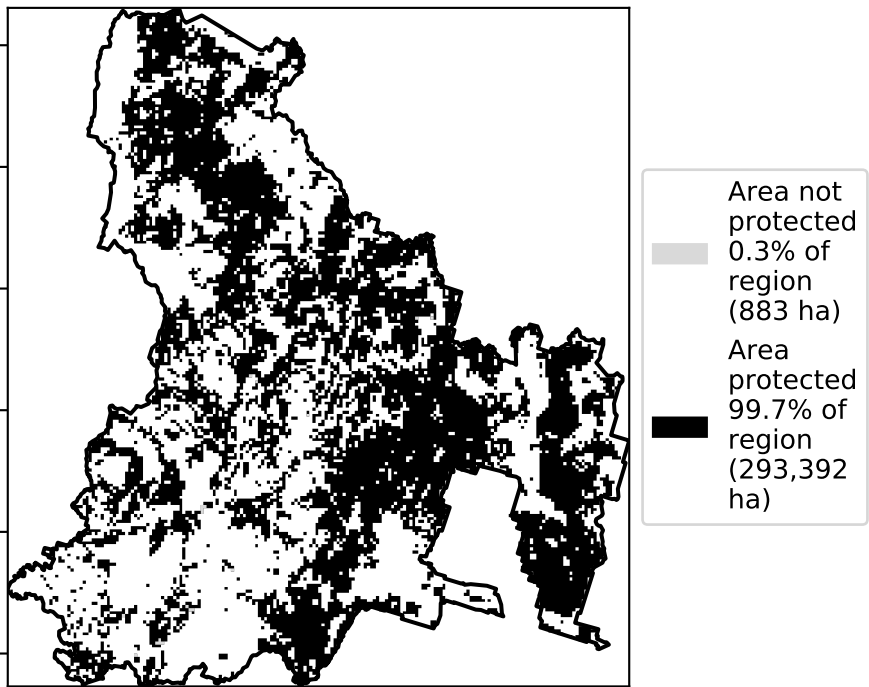 Area not
protected
0.3% of
region
(883 ha)
Area
protected
99.7% of
region
(293,392
ha)